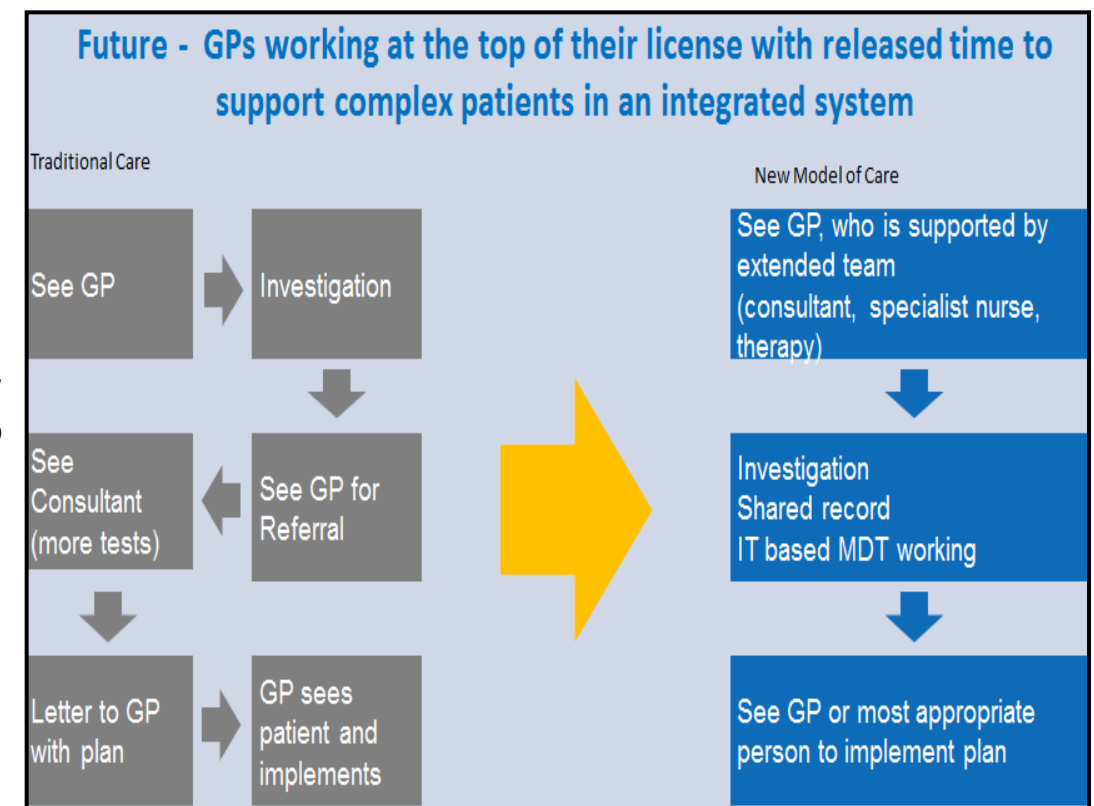 Future - GPs working at the top of their license with released time to
support complex patients in an integrated system
Traditional Care
New Model of Care
See GP
Investigation
See
Consultant
(more tests)
See GP for
Referral
Letter to GP
with plan
GP sees
patient and
implements
See GP, who is supported by
extended team
(consultant, specialist nurse,
therapy)
Investigation
Shared record
IT based MDT working
See GP or most appropriate
person to implement plan